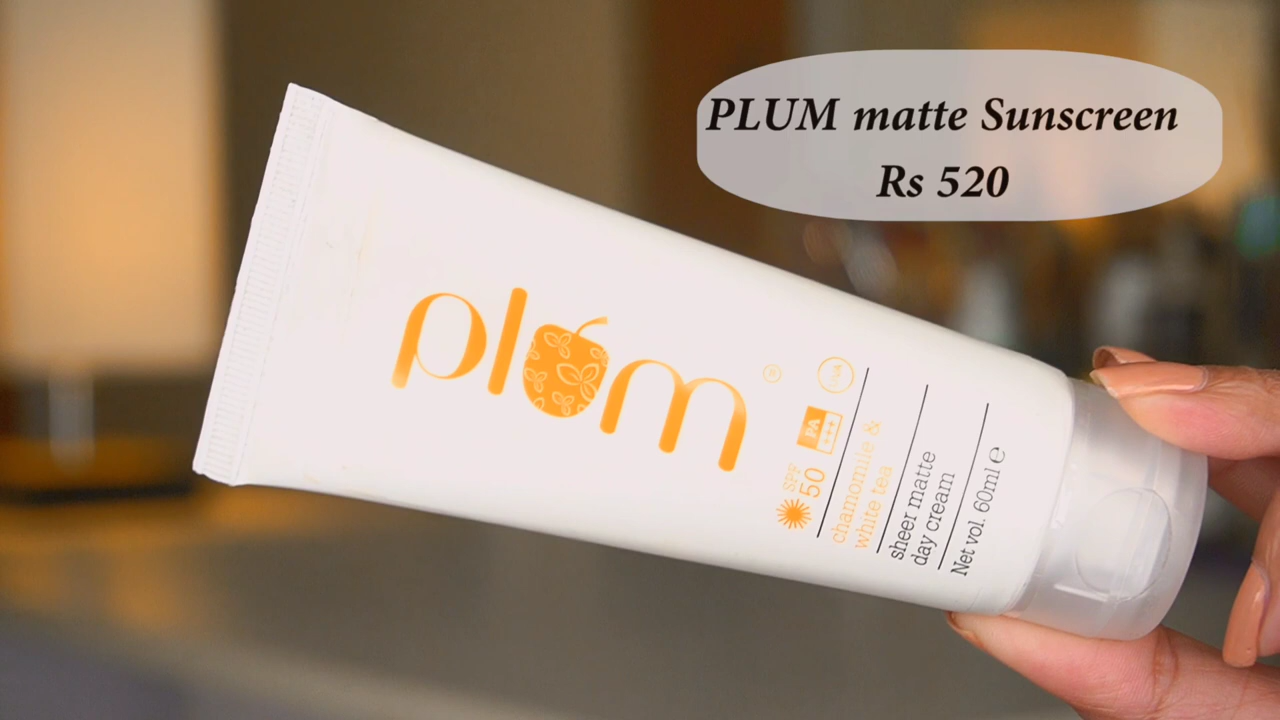 PLUM matte Sunscreen
Rs 520
plum
®
UVA
PA
+++
SPF
50
chamomile &
white tea
sheer matte
day cream
Net vol. 60ml ℮